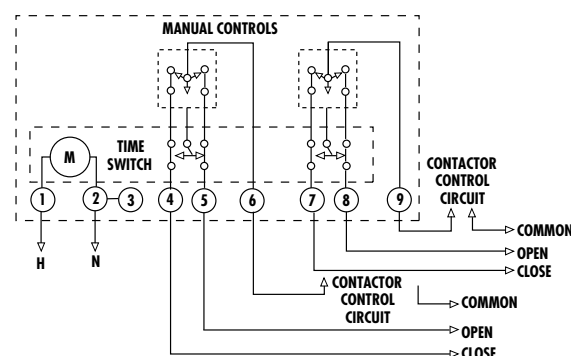 MANUAL CONTROLS
TIME
SWITCH
M
1
2
3
4
5
6
7
8
9
H
N
CONTACTOR
CONTROL
CIRCUIT
COMMON
OPEN
CLOSE
CONTACTOR
CONTROL
CIRCUIT
COMMON
OPEN
CLOSE